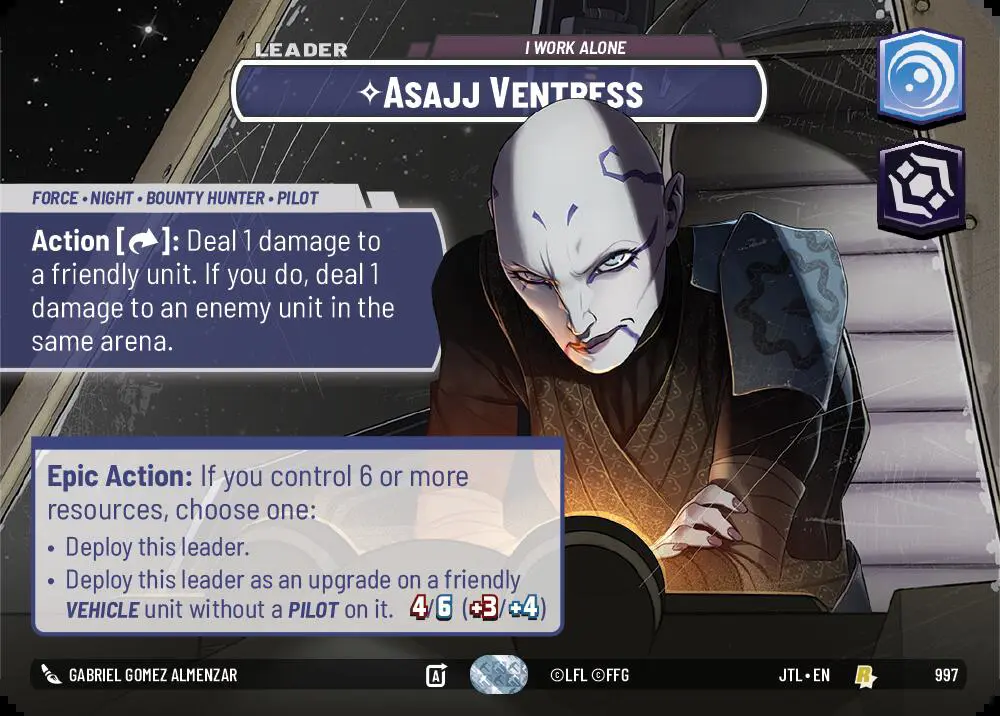 LEADER
I WORK ALONE
ASAJJ VENTRESS
FORCE • NIGHT • BOUNTY HUNTER • PILOT
Action [ ]: Deal 1 damage to
a friendly unit. If you do, deal 1
damage to an enemy unit in the
same arena.
Epic Action: If you control 6 or more
resources, choose one:
• Deploy this leader.
• Deploy this leader as an upgrade on a friendly
VEHICLE unit without a PILOT on it. 4/6 (+3/+4)
GABRIEL GOMEZ ALMENZAR
A
©LFL ©FFG
JTL • EN
R
997